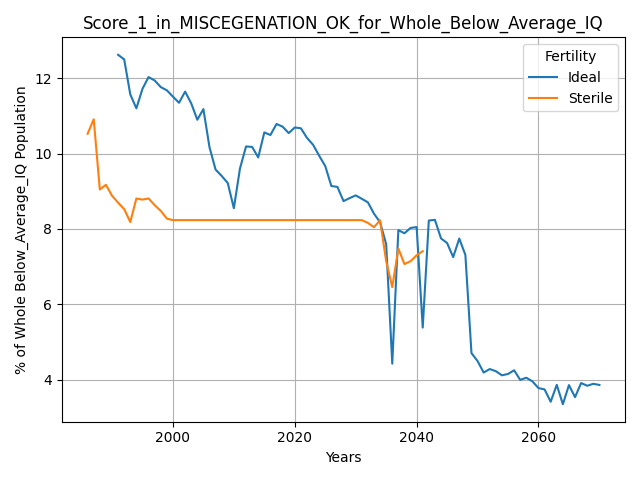 Score_1_in_MISCEGENATION_OK_for_Whole_Below_Average_IQ
Fertility
Ideal
Sterile
% of Whole Below_Average_IQ Population
12
10
8
6
4
2000
2020
2040
2060
Years